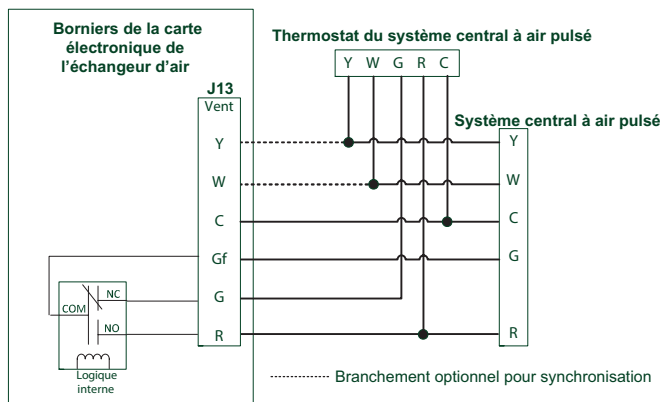 Borniers de la carte
électronique de
l'échangeur d'air
Thermostat du système central à air pulsé
Y W G R C
J13
Vent
Système central à air pulsé
Y
Y
W
W
C
C
Gf
G
NC
COM
G
NO
R
R
Logique
interne
Branchement optionnel pour synchronisation